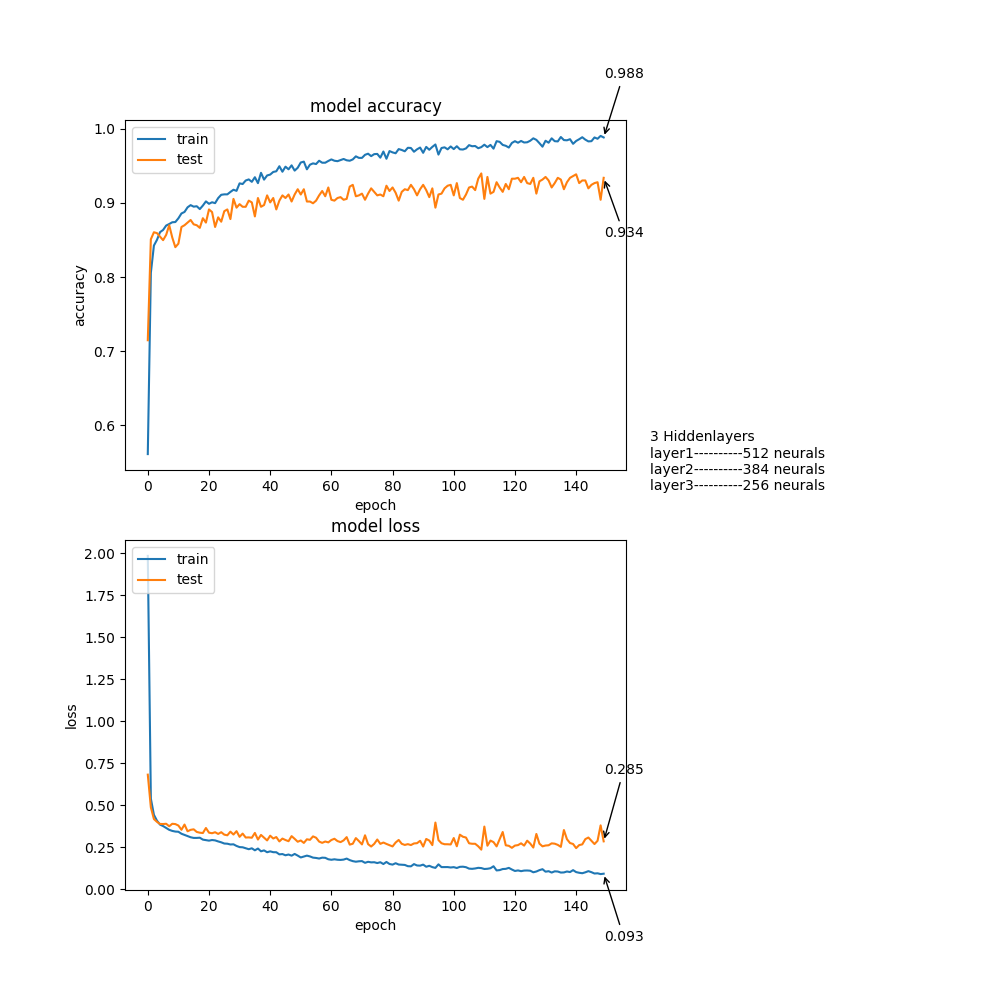 0.988
model accuracy
1.0
0.9
0.8
0.7
0.6
accuracy
train
test
0.934
0 20 40 60 80 100 120 140
epoch
3 Hiddenlayers
layer1----------512 neurals
layer2----------384 neurals
layer3----------256 neurals
model loss
2.00
1.75
1.50
1.25
1.00
0.75
0.50
0.25
0.00
loss
train
test
0.285
0 20 40 60 80 100 120 140
epoch
0.093